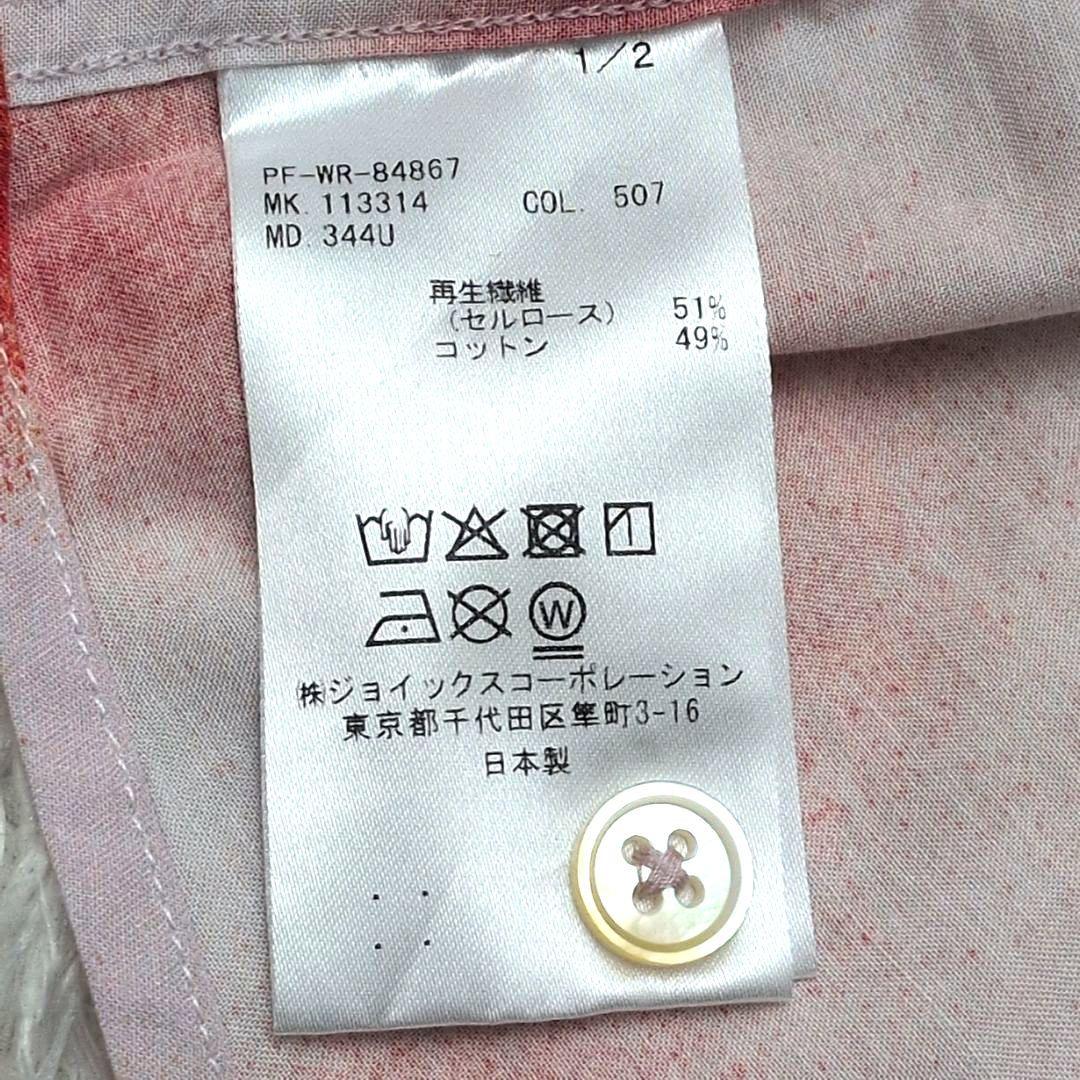 1/2
PF-WR-84867
MK. 113314 COL. 507
MD. 344U
再生繊維
(セルロース) 51%
コットン 49%
W
㈱ジョイックスコーポレーション
東京都千代田区隼町3-16
日本製